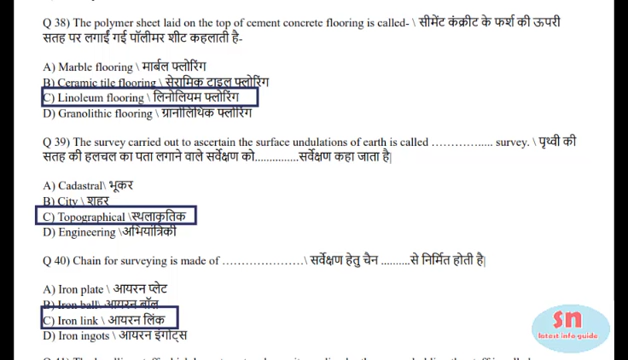 Q 38) The polymer sheet laid on the top of cement concrete flooring is called- \ सीमेंट कंक्रीट के फर्श की ऊपरी
सतह पर लगाईं गई पॉलीमर शीट कहलाती है-
A) Marble flooring \ मार्बल फ्लोरिंग
B) Ceramic tile flooring \ सेरामिक टाइल फ्लोरिंग
C) Linoleum flooring \ लिनोलियम फ्लोरिंग
D) Granolithic flooring \ ग्रानोलिथिक फ्लोरिंग
Q 39) The survey carried out to ascertain the surface undulations of earth is called ................. survey. \ पृथ्वी की
सतह की हलचल का पता लगाने वाले सर्वेक्षण को...............सर्वेक्षण कहा जाता है|
A) Cadastral\ भूकर
B) City \ शहर
C) Topographical \स्थलाकृतिक
D) Engineering \अभियांत्रिकी
Q 40) Chain for surveying is made of ........................\ सर्वेक्षण हेतु चैन ..........से निर्मित होती है|
A) Iron plate \ आयरन प्लेट
B) Iron ball\ आयरन बॉल
C) Iron link \ आयरन लिंक
D) Iron ingots \ आयरन इंगोट्स
sn
latest info guide